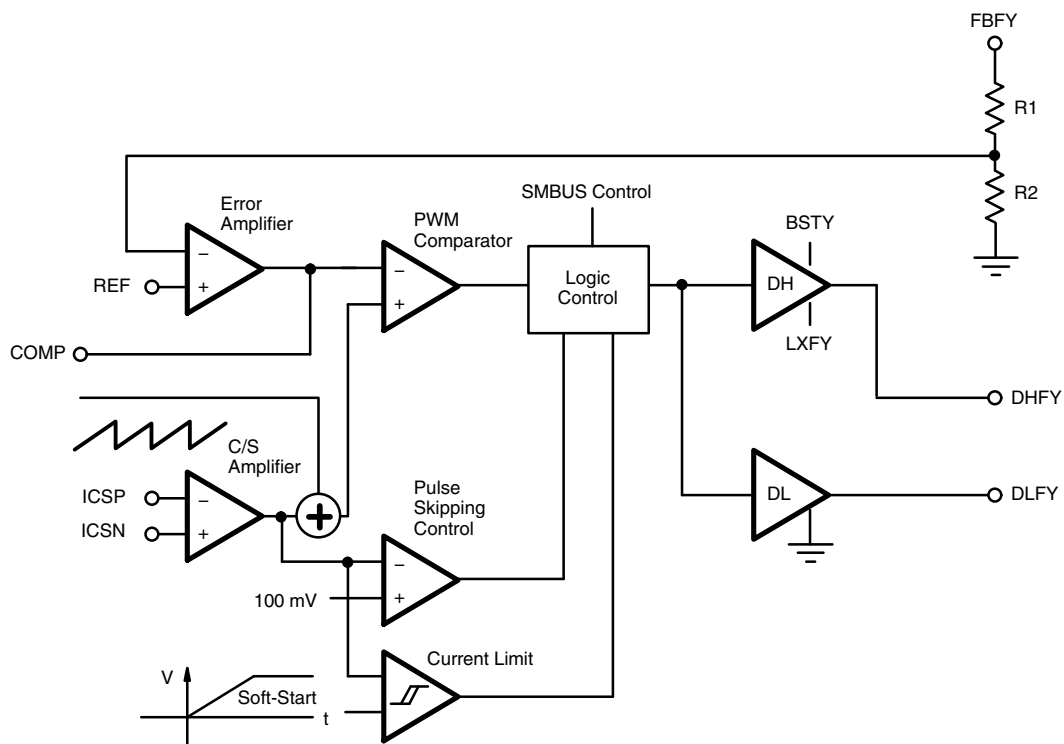 FBFY
R1
R2
SMBUS Control
Error
Amplifier
PWM
Comparator
BSTY
−
+
REF
−
+
Logic
Control
DH
LXFY
COMP
DHFY
C/S
Amplifier
ICSP
ICSN
−
+
+
Pulse
Skipping
Control
DL
DLFY
−
+
100 mV
Current Limit
V
Soft-Start
t